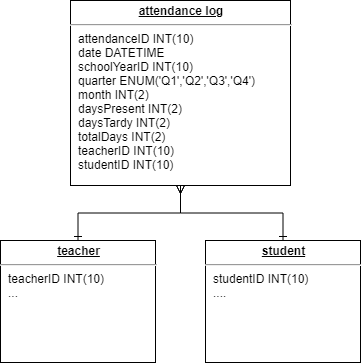 attendance log
attendanceID INT(10)
date DATETIME
schoolYearID INT(10)
quarter ENUM('Q1','Q2','Q3','Q4')
month INT(2)
daysPresent INT(2)
daysTardy INT(2)
totalDays INT(2)
teacherID INT(10)
studentID INT(10)
teacher
teacherID INT(10)
...
student
studentID INT(10)
....